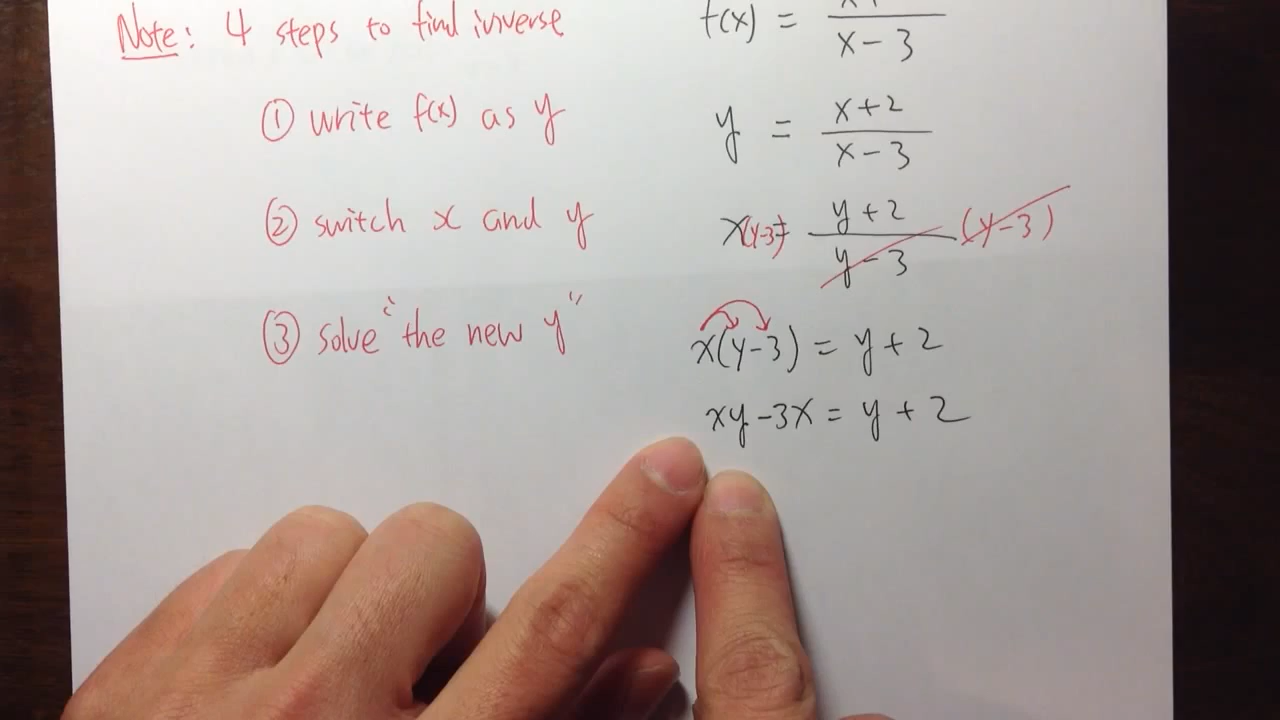 Note: 4 steps to find inverse
f(x) =
x - 3
① write f(x) as y
y = x+2
x-3
② switch x and y
x(y-3) = y+2 (y-3)
y-3
③ solve "the new y"
x(y-3) = y+2
xy-3x = y+2